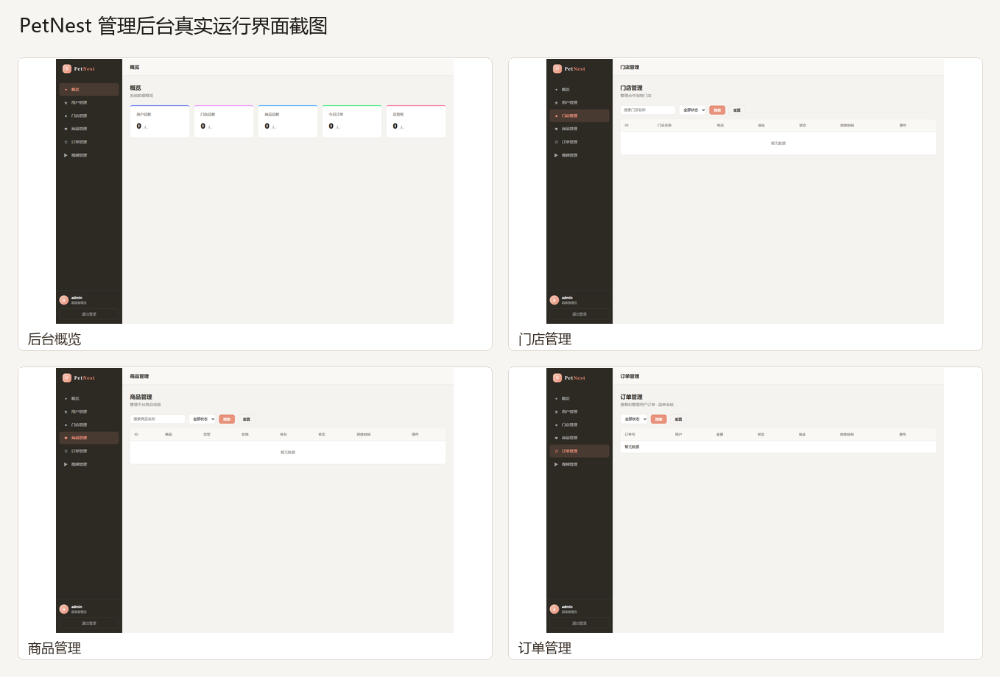 PetNest 管理后台真实运行界面截图
PetNest
概览
用户管理
门店管理
商品管理
订单管理
视频管理
admin
超级管理员
退出登录
概览
概览
系统数据概览
用户总数
0 人
门店总数
0 人
商品总数
0 人
今日订单
0 人
总营收
0 人
后台概览
PetNest
概览
用户管理
门店管理
商品管理
订单管理
视频管理
admin
超级管理员
退出登录
门店管理
门店管理
管理合作宠物门店
搜索门店名称 全部状态 搜索 重置
ID 门店名称 电话 地址 状态 创建时间 操作
暂无数据
门店管理
PetNest
概览
用户管理
门店管理
商品管理
订单管理
视频管理
admin
超级管理员
退出登录
商品管理
商品管理
管理平台商品信息
搜索商品名称 全部状态 搜索 重置
ID 商品 类型 价格 库存 状态 创建时间 操作
暂无数据
商品管理
PetNest
概览
用户管理
门店管理
商品管理
订单管理
视频管理
admin
超级管理员
退出登录
订单管理
订单管理
查看和管理用户订单 · 退单审核
全部状态 搜索 重置
订单号 用户 金额 状态 地址 创建时间 操作
暂无数据
订单管理